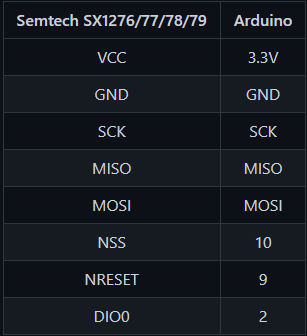 Semtech SX1276/77/78/79 Arduino
VCC 3.3V
GND GND
SCK SCK
MISO MISO
MOSI MOSI
NSS 10
NRESET 9
DIO0 2